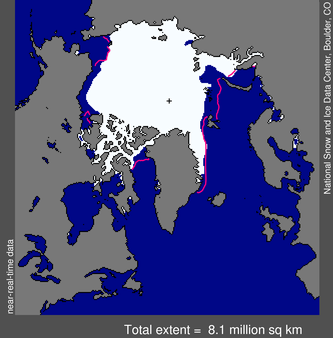 National Snow and Ice Data Center, Boulder, CO
near-real-time data
Total extent = 8.1 million sq km